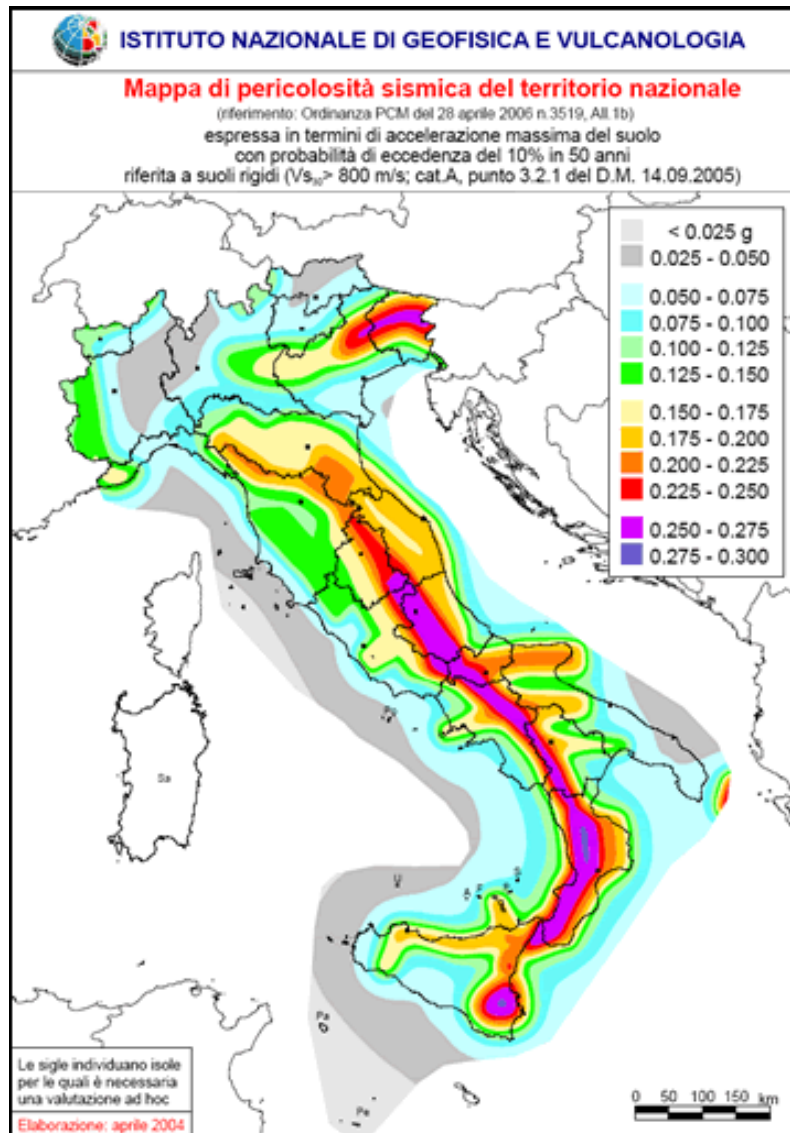 ISTITUTO NAZIONALE DI GEOFISICA E VULCANOLOGIA
Mappa di pericolosità sismica del territorio nazionale
(riferimento: Ordinanza PCM del 28 aprile 2006 n.3519, All.1b)
espressa in termini di accelerazione massima del suolo
con probabilità di eccedenza del 10% in 50 anni
riferita a suoli rigidi (Vs30> 800 m/s; cat.A, punto 3.2.1 del D.M. 14.09.2005)
< 0.025 g
0.025 - 0.050
0.050 - 0.075
0.075 - 0.100
0.100 - 0.125
0.125 - 0.150
0.150 - 0.175
0.175 - 0.200
0.200 - 0.225
0.225 - 0.250
0.250 - 0.275
0.275 - 0.300
Sa
U
A
F
Pa
Pe
Le sigle individuano isole
per le quali è necessaria
una valutazione ad hoc
Elaborazione: aprile 2004
0 50 100 150
km